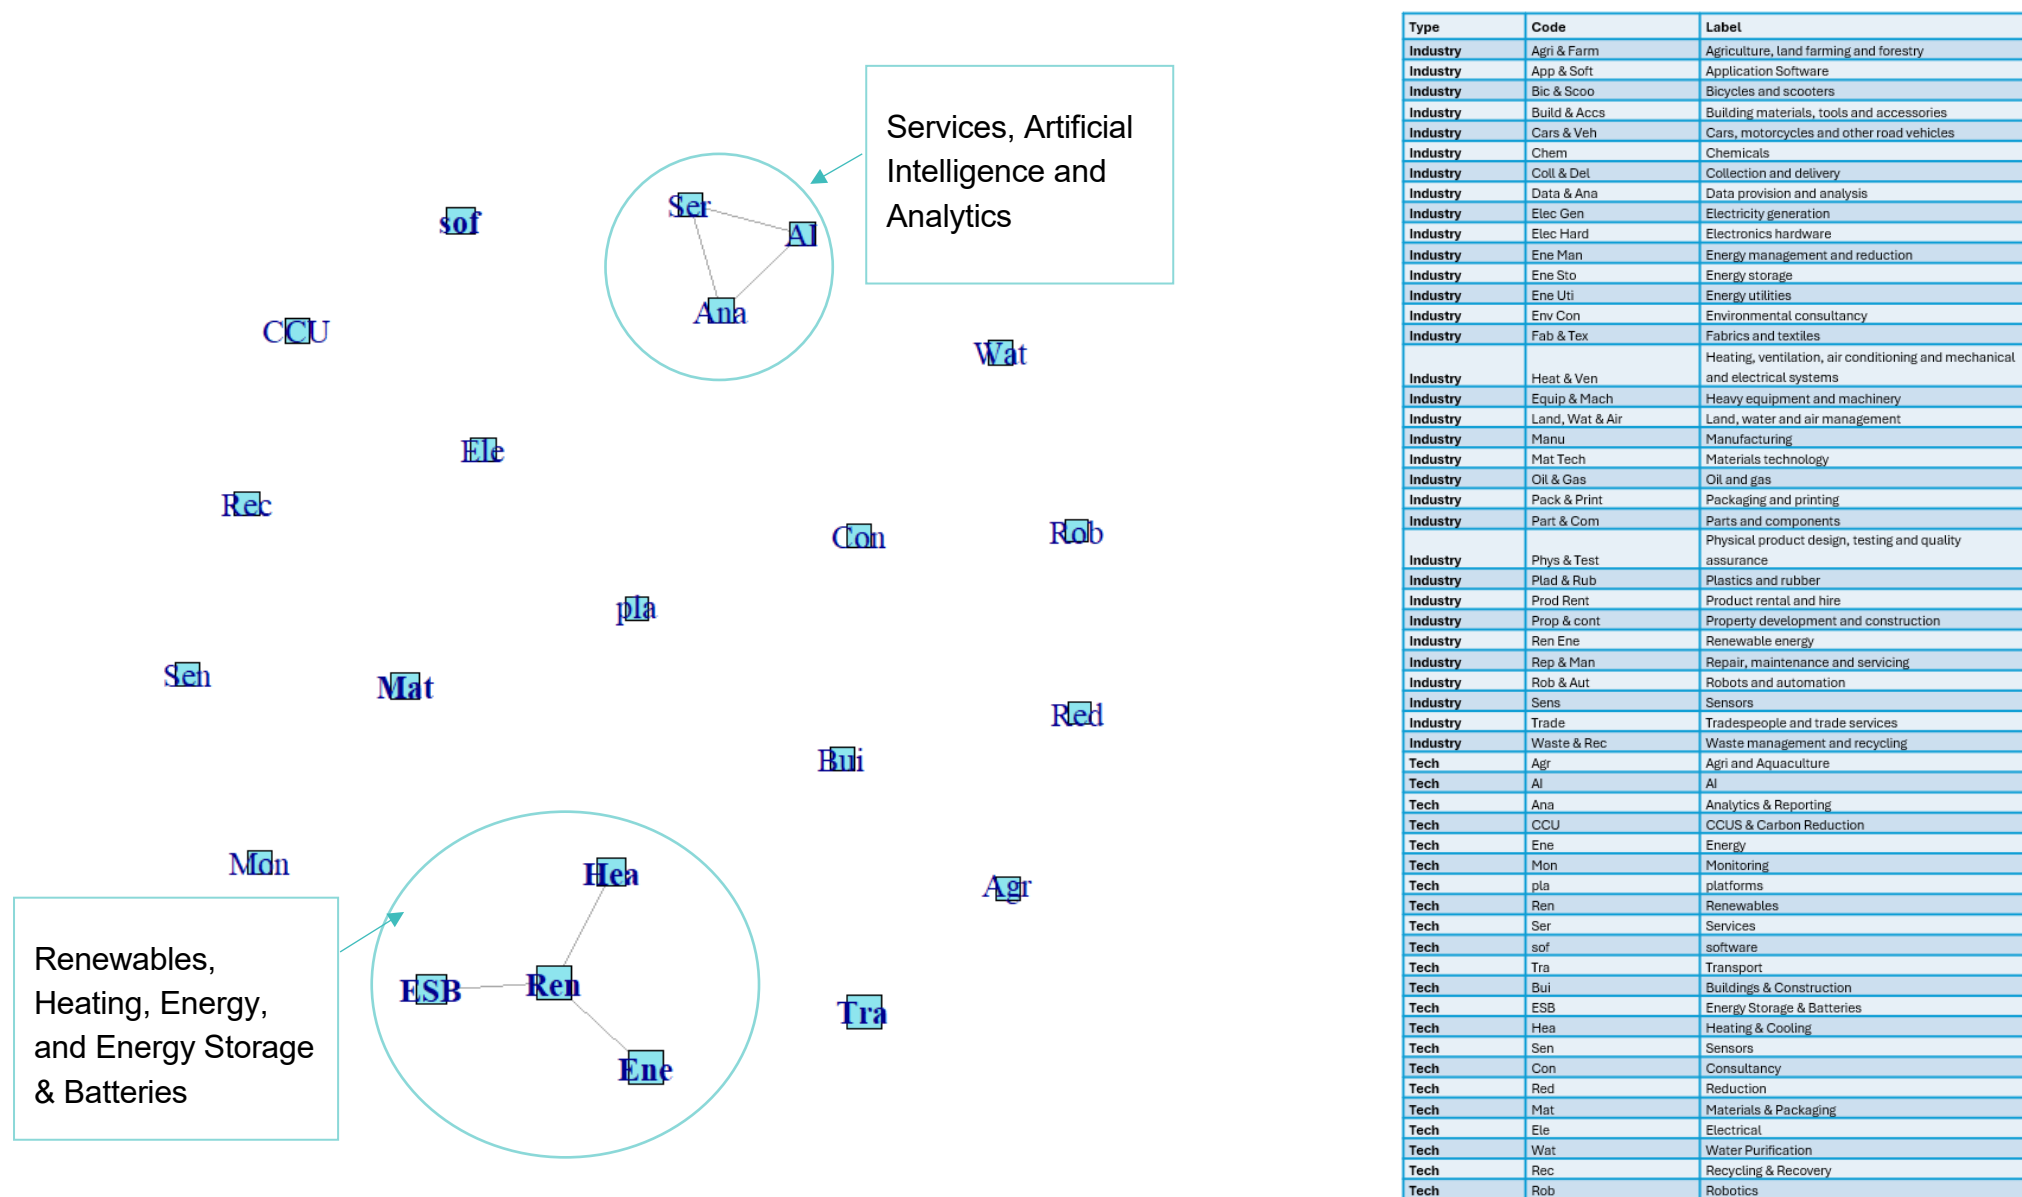 Services, Artificial
Intelligence and
Analytics
Ser
AI
Ana
sof
CCU
Wat
Ele
Rec
Con
Rob
pla
Sen
Mat
Red
Bui
Mon
Hea
Agr
ESB
Ren
Tra
Ene
Renewables,
Heating, Energy,
and Energy Storage
& Batteries
Type Code Label
Industry Agri & Farm Agriculture, land farming and forestry
Industry App & Soft Application Software
Industry Bic & Scoo Bicycles and scooters
Industry Build & Accs Building materials, tools and accessories
Industry Cars & Veh Cars, motorcycles and other road vehicles
Industry Chem Chemicals
Industry Coll & Del Collection and delivery
Industry Data & Ana Data provision and analysis
Industry Elec Gen Electricity generation
Industry Elec Hard Electronics hardware
Industry Ene Man Energy management and reduction
Industry Ene Sto Energy storage
Industry Ene Uti Energy utilities
Industry Env Con Environmental consultancy
Industry Fab & Tex Fabrics and textiles
Heating, ventilation, air conditioning and mechanical
Industry Heat & Ven and electrical systems
Industry Equip & Mach Heavy equipment and machinery
Industry Land, Wat & Air Land, water and air management
Industry Manu Manufacturing
Industry Mat Tech Materials technology
Industry Oil & Gas Oil and gas
Industry Pack & Print Packaging and printing
Industry Part & Com Parts and components
Physical product design, testing and quality
Industry Phys & Test assurance
Industry Plad & Rub Plastics and rubber
Industry Prod Rent Product rental and hire
Industry Prop & cont Property development and construction
Industry Ren Ene Renewable energy
Industry Rep & Man Repair, maintenance and servicing
Industry Rob & Aut Robots and automation
Industry Sens Sensors
Industry Trade Tradespeople and trade services
Industry Waste & Rec Waste management and recycling
Tech Agr Agri and Aquaculture
Tech AI AI
Tech Ana Analytics & Reporting
Tech CCU CCUS & Carbon Reduction
Tech Ene Energy
Tech Mon Monitoring
Tech pla platforms
Tech Ren Renewables
Tech Ser Services
Tech sof software
Tech Tra Transport
Tech Bui Buildings & Construction
Tech ESB Energy Storage & Batteries
Tech Hea Heating & Cooling
Tech Sen Sensors
Tech Con Consultancy
Tech Red Reduction
Tech Mat Materials & Packaging
Tech Ele Electrical
Tech Wat Water Purification
Tech Rec Recycling & Recovery
Tech Rob Robotics